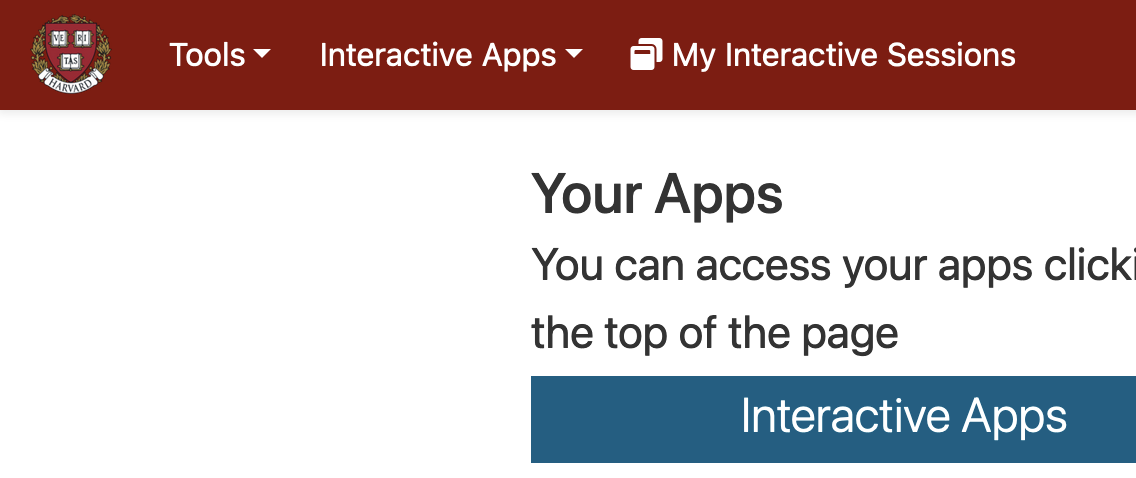 VE RI
TAS
HARVARD
Tools
Interactive Apps
My Interactive Sessions
Your Apps
You can access your apps clicki
the top of the page
Interactive Apps